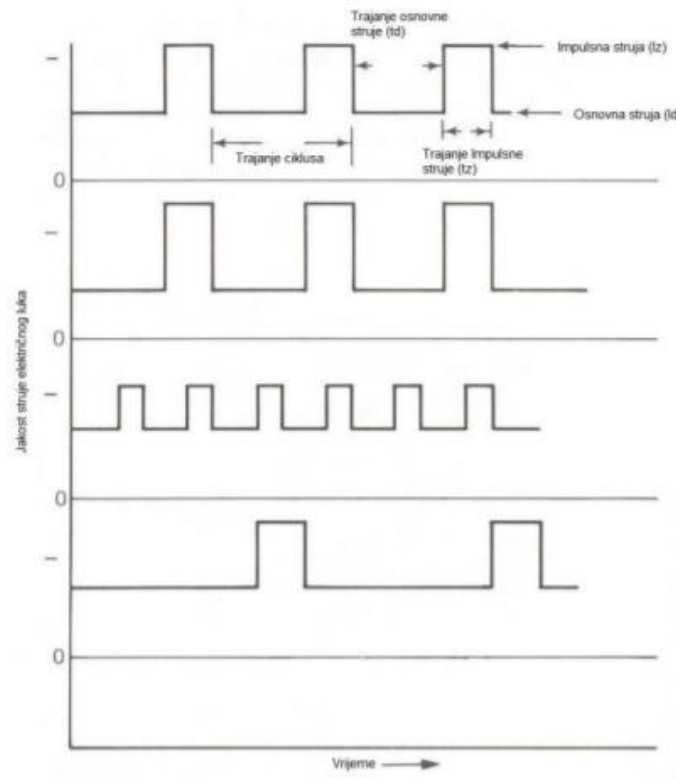 Trajanje osnovne
struje (td)
Impulsna struja (Iz)
Osnovna struja (Id
Trajanje ciklusa
Trajanje Impulsne
struje (tz)
0
0
0
0
Jakost struje električnog luka
Vrijeme